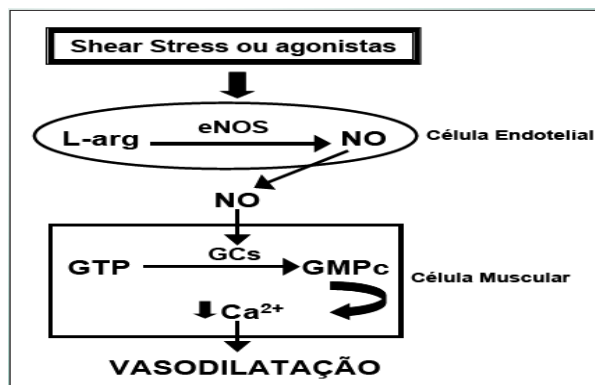 Shear Stress ou agonistas
eNOS
L-arg NO
Célula Endotelial
NO
GCs
GTP GMPc
Célula Muscular
Ca²⁺
VASODILATAÇÃO